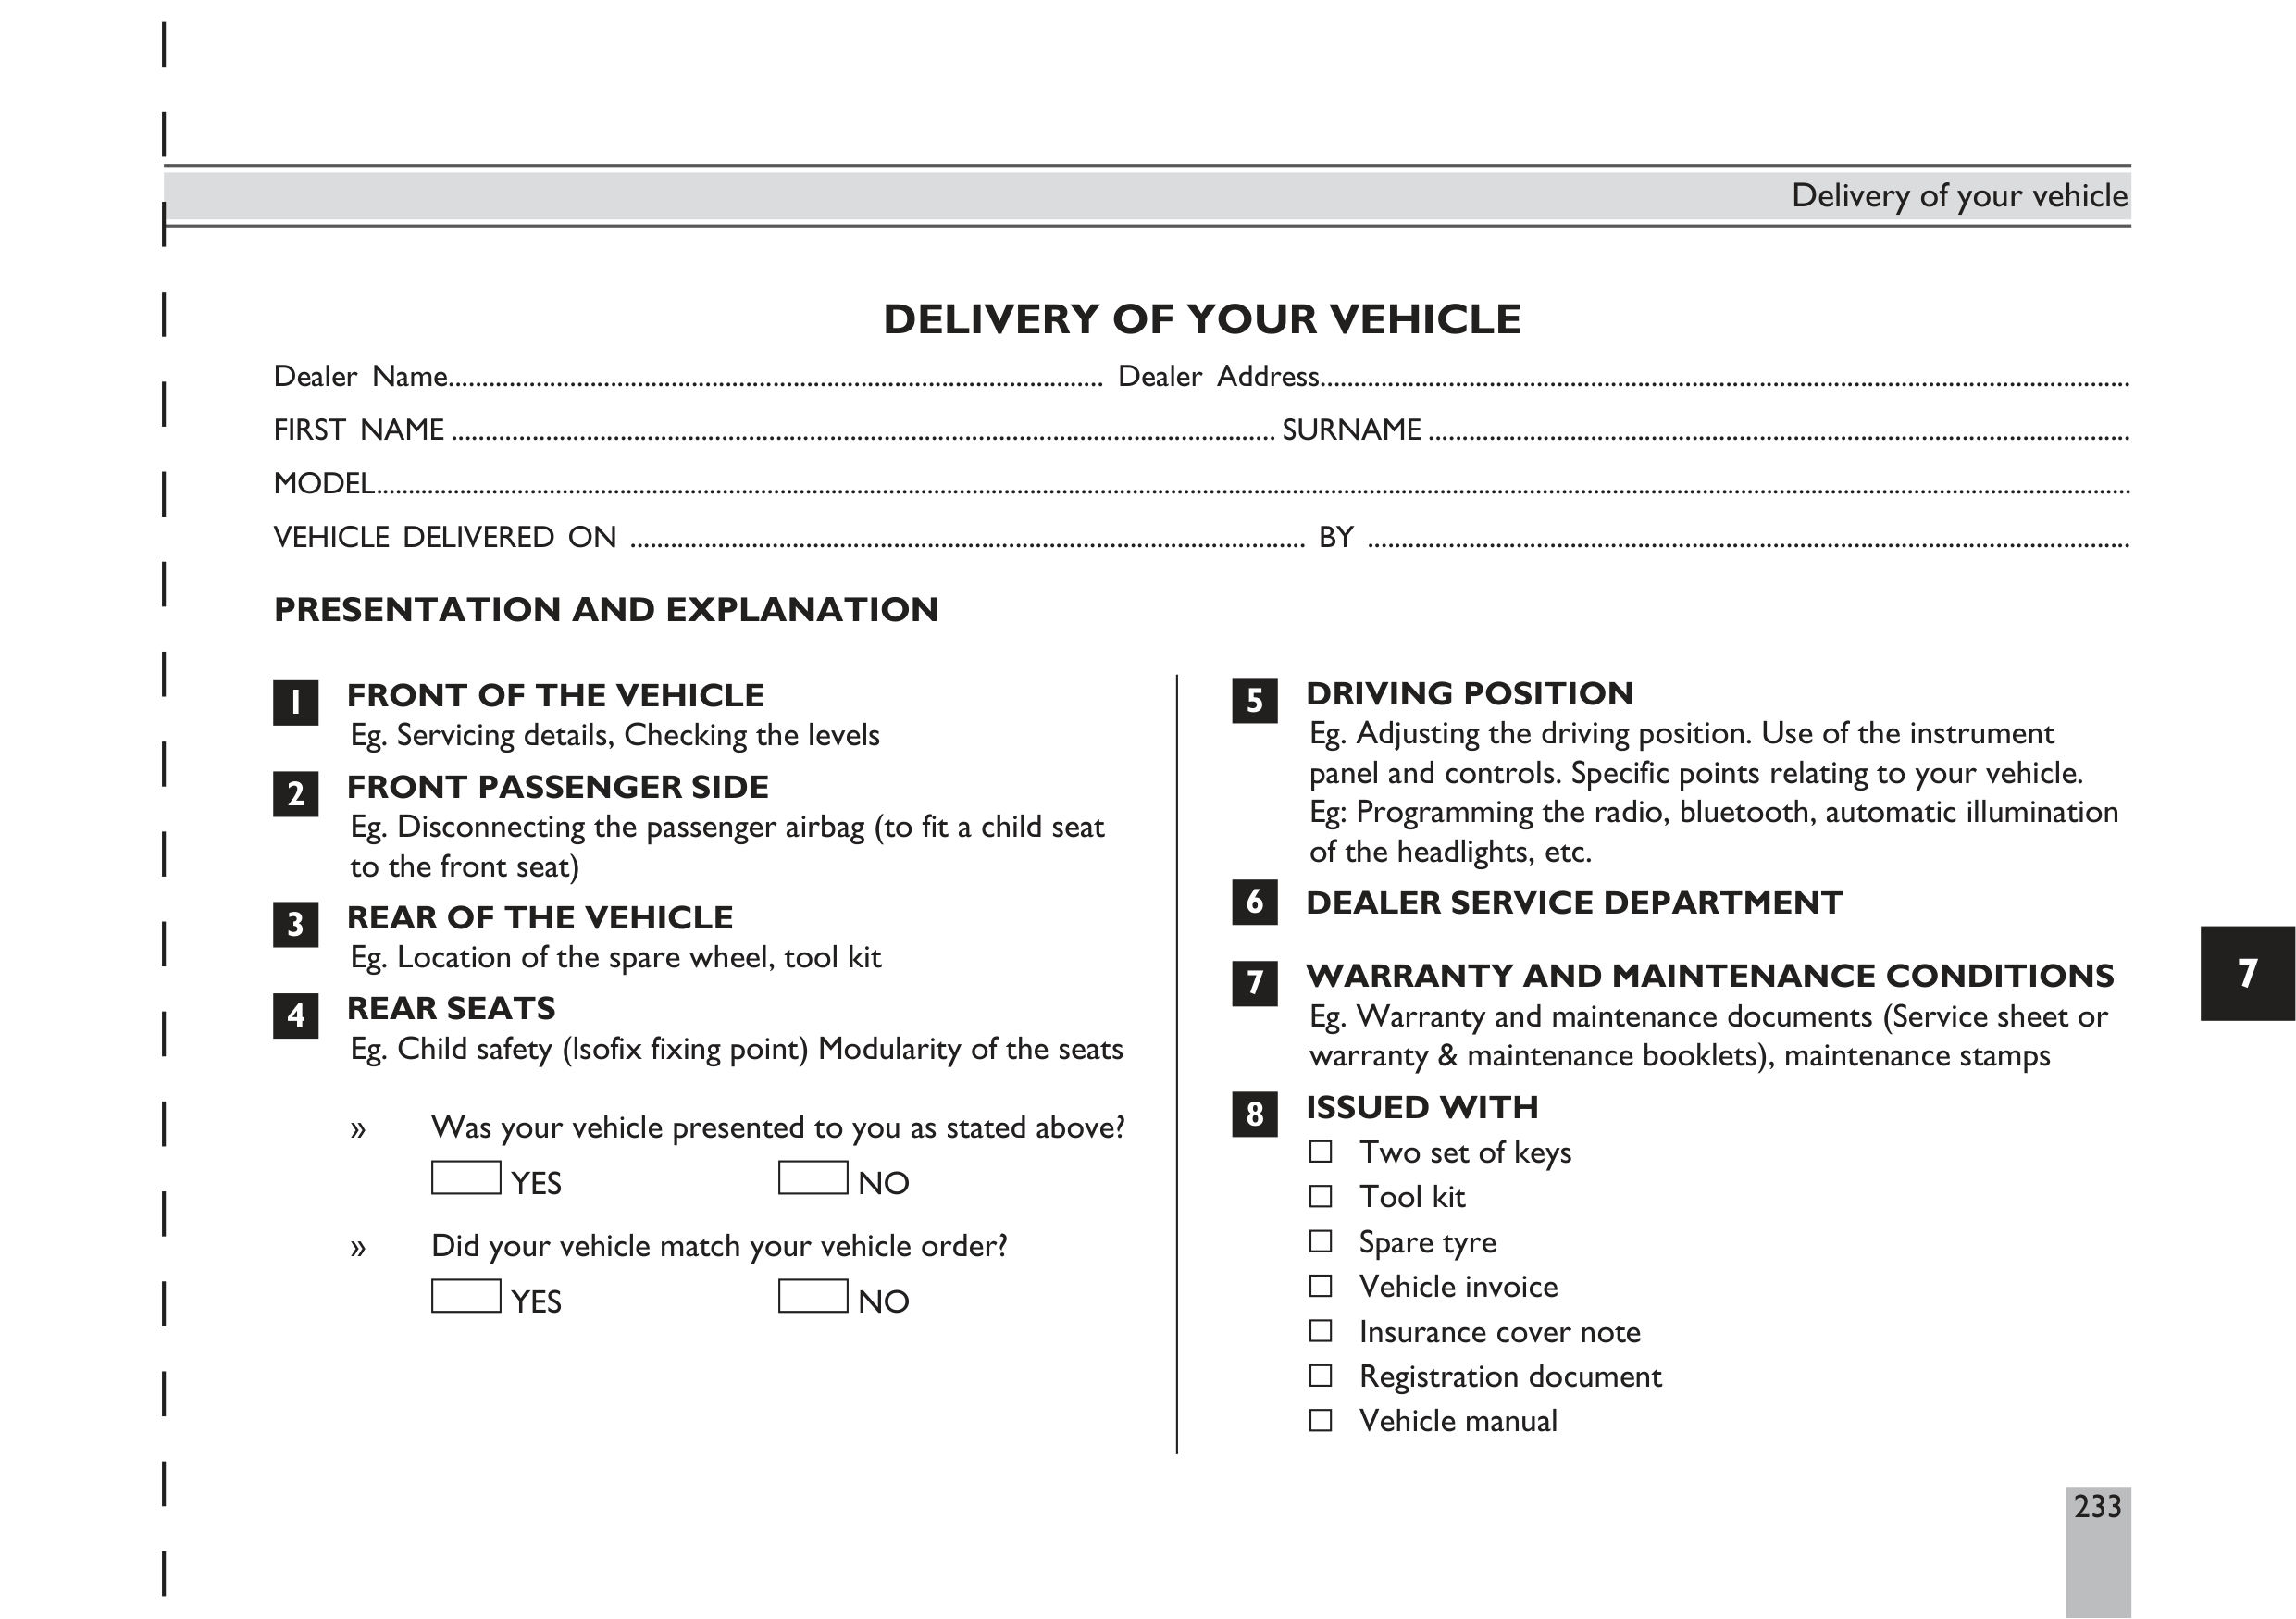 Delivery of your vehicle
DELIVERY OF YOUR VEHICLE
Dealer Name........ Dealer Address........
FIRST NAME ........ SURNAME ........
MODEL........
VEHICLE DELIVERED ON ........ BY ........
PRESENTATION AND EXPLANATION
1 FRONT OF THE VEHICLE
Eg. Servicing details, Checking the levels
2 FRONT PASSENGER SIDE
Eg. Disconnecting the passenger airbag (to fit a child seat
to the front seat)
3 REAR OF THE VEHICLE
Eg. Location of the spare wheel, tool kit
4 REAR SEATS
Eg. Child safety (Isofix fixing point) Modularity of the seats
» Was your vehicle presented to you as stated above?
YES NO
» Did your vehicle match your vehicle order?
YES NO
5 DRIVING POSITION
Eg. Adjusting the driving position. Use of the instrument
panel and controls. Specific points relating to your vehicle.
Eg: Programming the radio, bluetooth, automatic illumination
of the headlights, etc.
6 DEALER SERVICE DEPARTMENT
7 WARRANTY AND MAINTENANCE CONDITIONS
Eg. Warranty and maintenance documents (Service sheet or
warranty & maintenance booklets), maintenance stamps
8 ISSUED WITH
☐ Two set of keys
☐ Tool kit
☐ Spare tyre
☐ Vehicle invoice
☐ Insurance cover note
☐ Registration document
☐ Vehicle manual
7
233